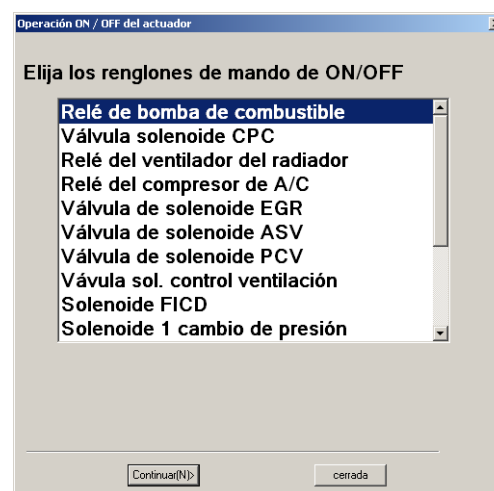 Operación ON / OFF del actuador
Elija los renglones de mando de ON/OFF
Relé de bomba de combustible
Válvula solenoide CPC
Relé del ventilador del radiador
Relé del compresor de A/C
Válvula de solenoide EGR
Válvula de solenoide ASV
Válvula de solenoide PCV
Vávula sol. control ventilación
Solenoide FICD
Solenoide 1 cambio de presión
Continuar(N)>
cerrada